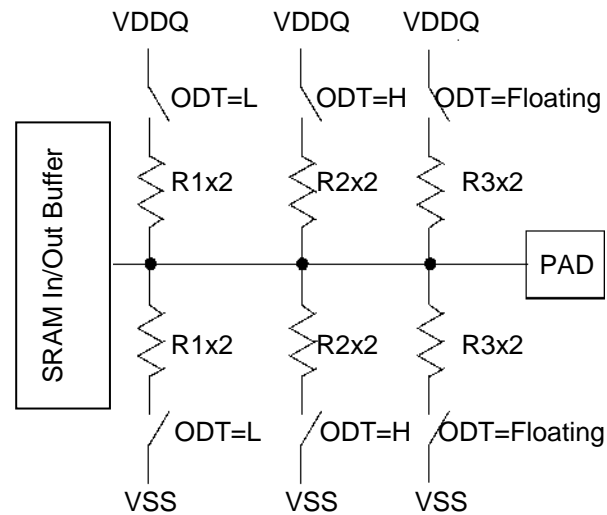 VDDQ VDDQ VDDQ
ODT=L ODT=H ODT=Floating
R1x2 R2x2 R3x2
SRAM In/Out Buffer
PAD
R1x2 R2x2 R3x2
ODT=L ODT=H ODT=Floating
VSS VSS VSS